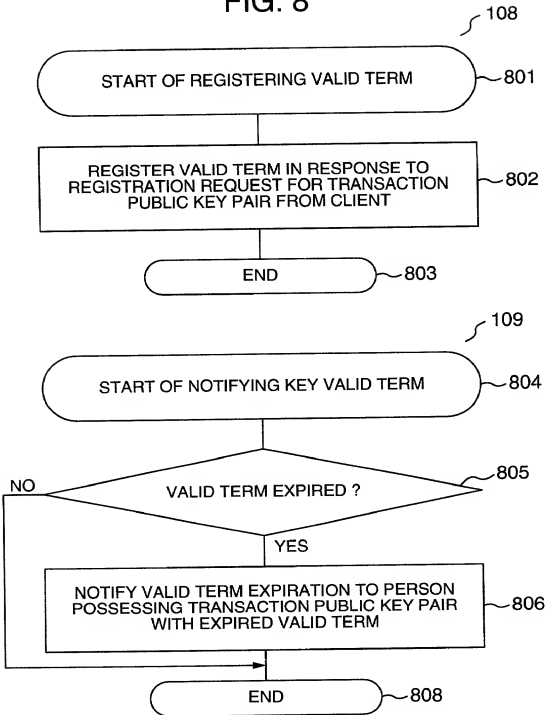 FIG. 8
108
START OF REGISTERING VALID TERM
801
REGISTER VALID TERM IN RESPONSE TO
REGISTRATION REQUEST FOR TRANSACTION
PUBLIC KEY PAIR FROM CLIENT
802
END
803
109
START OF NOTIFYING KEY VALID TERM
804
805
NO
VALID TERM EXPIRED ?
YES
NOTIFY VALID TERM EXPIRATION TO PERSON
POSSESSING TRANSACTION PUBLIC KEY PAIR
WITH EXPIRED VALID TERM
806
END
808